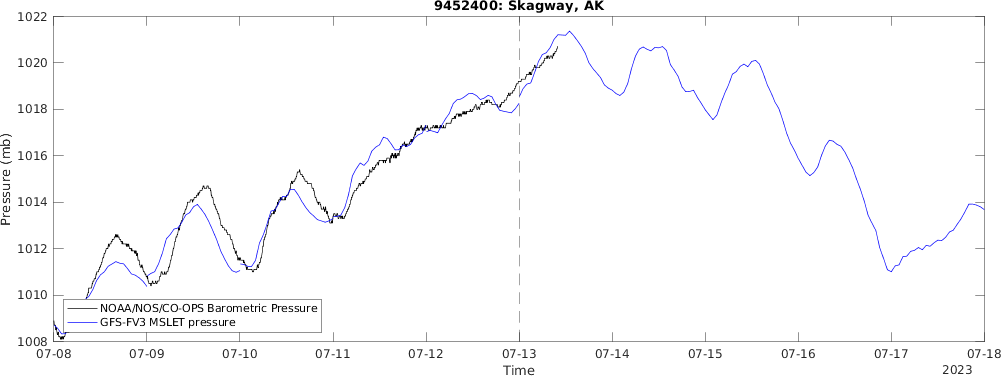 9452400: Skagway, AK
Pressure (mb)
1022
1020
1018
1016
1014
1012
1010
1008
NOAA/NOS/CO-OPS Barometric Pressure
GFS-FV3 MSLET pressure
07-08 07-09 07-10 07-11 07-12 07-13 07-14 07-15 07-16 07-17 07-18
Time
2023